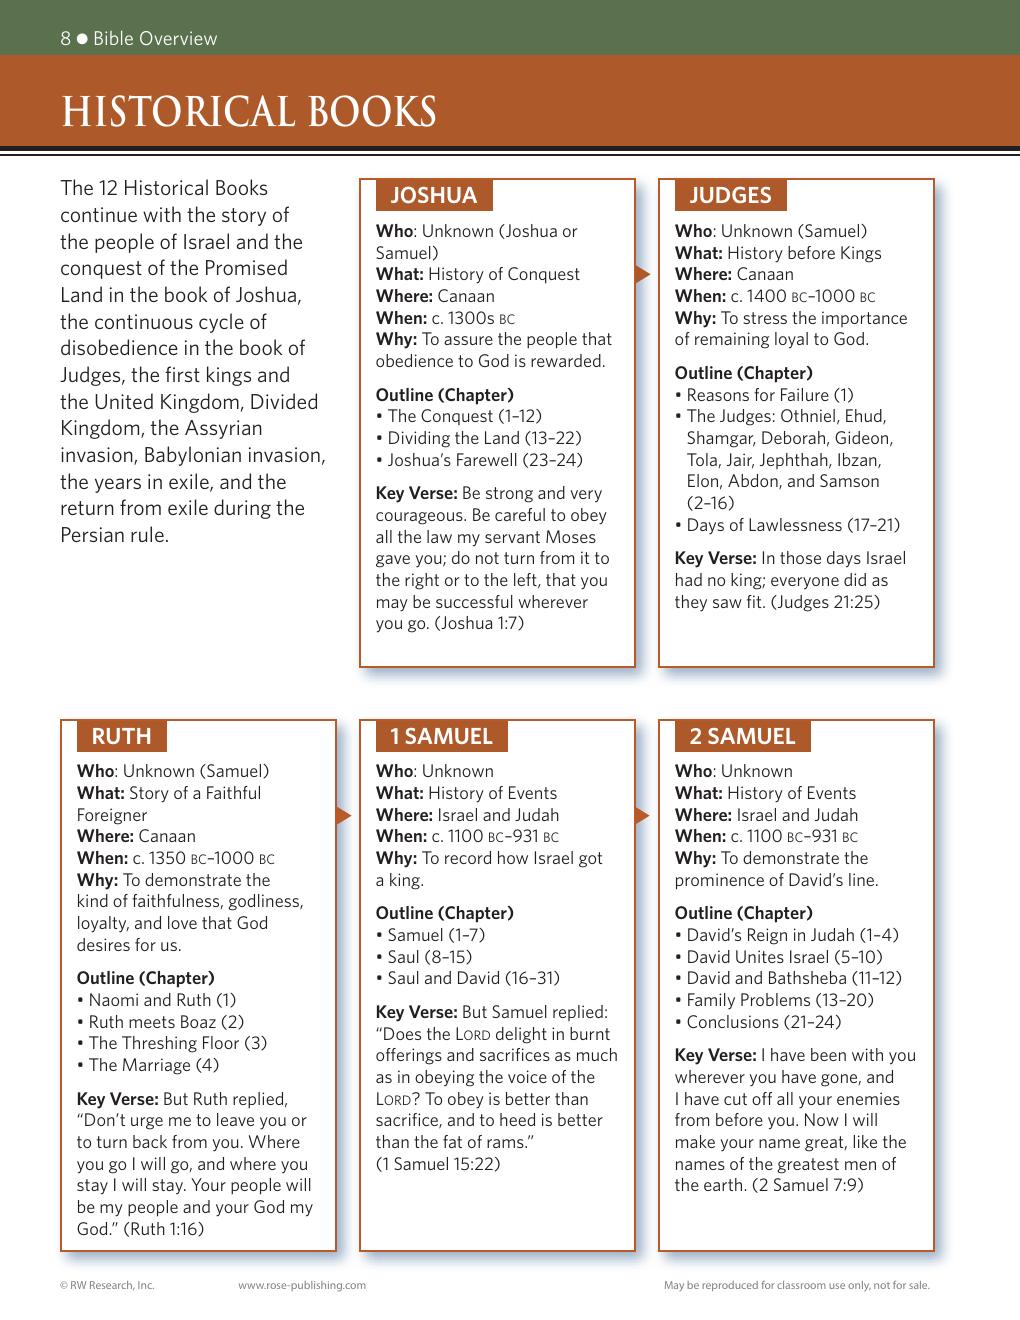 8 ● Bible Overview
HISTORICAL BOOKS
The 12 Historical Books
continue with the story of
the people of Israel and the
conquest of the Promised
Land in the book of Joshua,
the continuous cycle of
disobedience in the book of
Judges, the first kings and
the United Kingdom, Divided
Kingdom, the Assyrian
invasion, Babylonian invasion,
the years in exile, and the
return from exile during the
Persian rule.
JOSHUA
Who: Unknown (Joshua or
Samuel)
What: History of Conquest
Where: Canaan
When: c. 1300s BC
Why: To assure the people that
obedience to God is rewarded.
Outline (Chapter)
• The Conquest (1–12)
• Dividing the Land (13–22)
• Joshua’s Farewell (23–24)
Key Verse: Be strong and very
courageous. Be careful to obey
all the law my servant Moses
gave you; do not turn from it to
the right or to the left, that you
may be successful wherever
you go. (Joshua 1:7)
JUDGES
Who: Unknown (Samuel)
What: History before Kings
Where: Canaan
When: c. 1400 BC–1000 BC
Why: To stress the importance
of remaining loyal to God.
Outline (Chapter)
• Reasons for Failure (1)
• The Judges: Othniel, Ehud,
Shamgar, Deborah, Gideon,
Tola, Jair, Jephthah, Ibzan,
Elon, Abdon, and Samson
(2–16)
• Days of Lawlessness (17–21)
Key Verse: In those days Israel
had no king; everyone did as
they saw fit. (Judges 21:25)
RUTH
Who: Unknown (Samuel)
What: Story of a Faithful
Foreigner
Where: Canaan
When: c. 1350 BC–1000 BC
Why: To demonstrate the
kind of faithfulness, godliness,
loyalty, and love that God
desires for us.
Outline (Chapter)
• Naomi and Ruth (1)
• Ruth meets Boaz (2)
• The Threshing Floor (3)
• The Marriage (4)
Key Verse: But Ruth replied,
“Don’t urge me to leave you or
to turn back from you. Where
you go I will go, and where you
stay I will stay. Your people will
be my people and your God my
God.” (Ruth 1:16)
1 SAMUEL
Who: Unknown
What: History of Events
Where: Israel and Judah
When: c. 1100 BC–931 BC
Why: To record how Israel got
a king.
Outline (Chapter)
• Samuel (1–7)
• Saul (8–15)
• Saul and David (16–31)
Key Verse: But Samuel replied:
“Does the LORD delight in burnt
offerings and sacrifices as much
as in obeying the voice of the
LORD? To obey is better than
sacrifice, and to heed is better
than the fat of rams.”
(1 Samuel 15:22)
2 SAMUEL
Who: Unknown
What: History of Events
Where: Israel and Judah
When: c. 1100 BC–931 BC
Why: To demonstrate the
prominence of David’s line.
Outline (Chapter)
• David’s Reign in Judah (1–4)
• David Unites Israel (5–10)
• David and Bathsheba (11–12)
• Family Problems (13–20)
• Conclusions (21–24)
Key Verse: I have been with you
wherever you have gone, and
I have cut off all your enemies
from before you. Now I will
make your name great, like the
names of the greatest men of
the earth. (2 Samuel 7:9)
© RW Research, Inc.
www.rose-publishing.com
May be reproduced for classroom use only, not for sale.